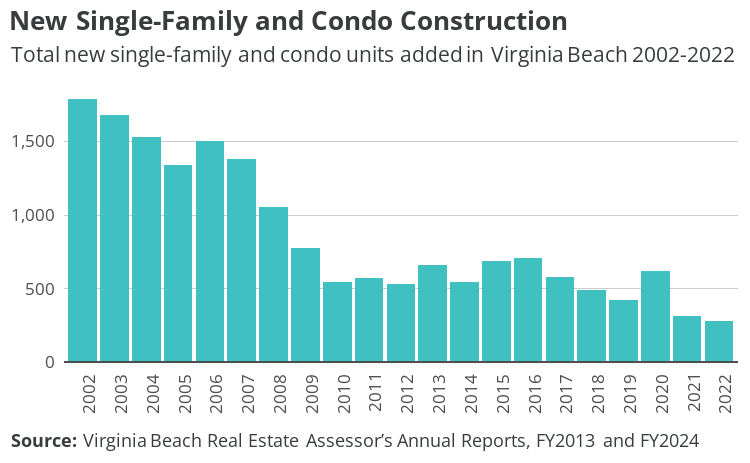 New Single-Family and Condo Construction
Total new single-family and condo units added in Virginia Beach 2002-2022
1,500
1,000
500
0
2002 2003 2004 2005 2006 2007 2008 2009 2010 2011 2012 2013 2014 2015 2016 2017 2018 2019 2020 2021 2022
Source: Virginia Beach Real Estate Assessor’s Annual Reports, FY2013 and FY2024